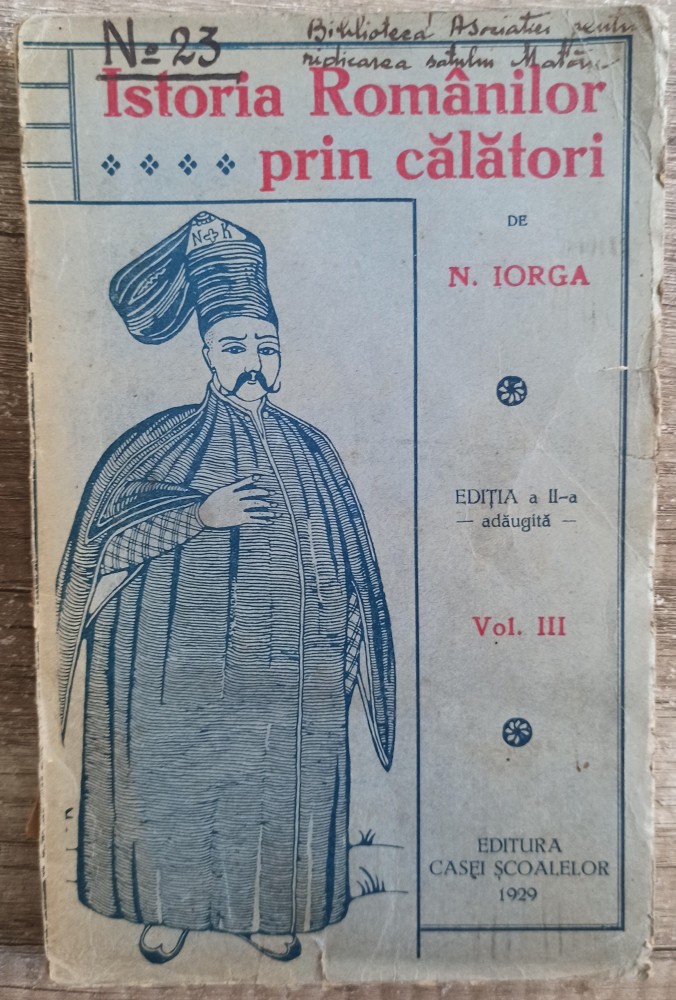 No 23
Biblioteca Asociatiei pentru
ridicarea satului
Istoria Românilor
prin călători
DE
N. IORGA
N K
EDIȚIA a II-a
— adăugită —
Vol. III
EDITURA
CASEI ȘCOALELOR
1929